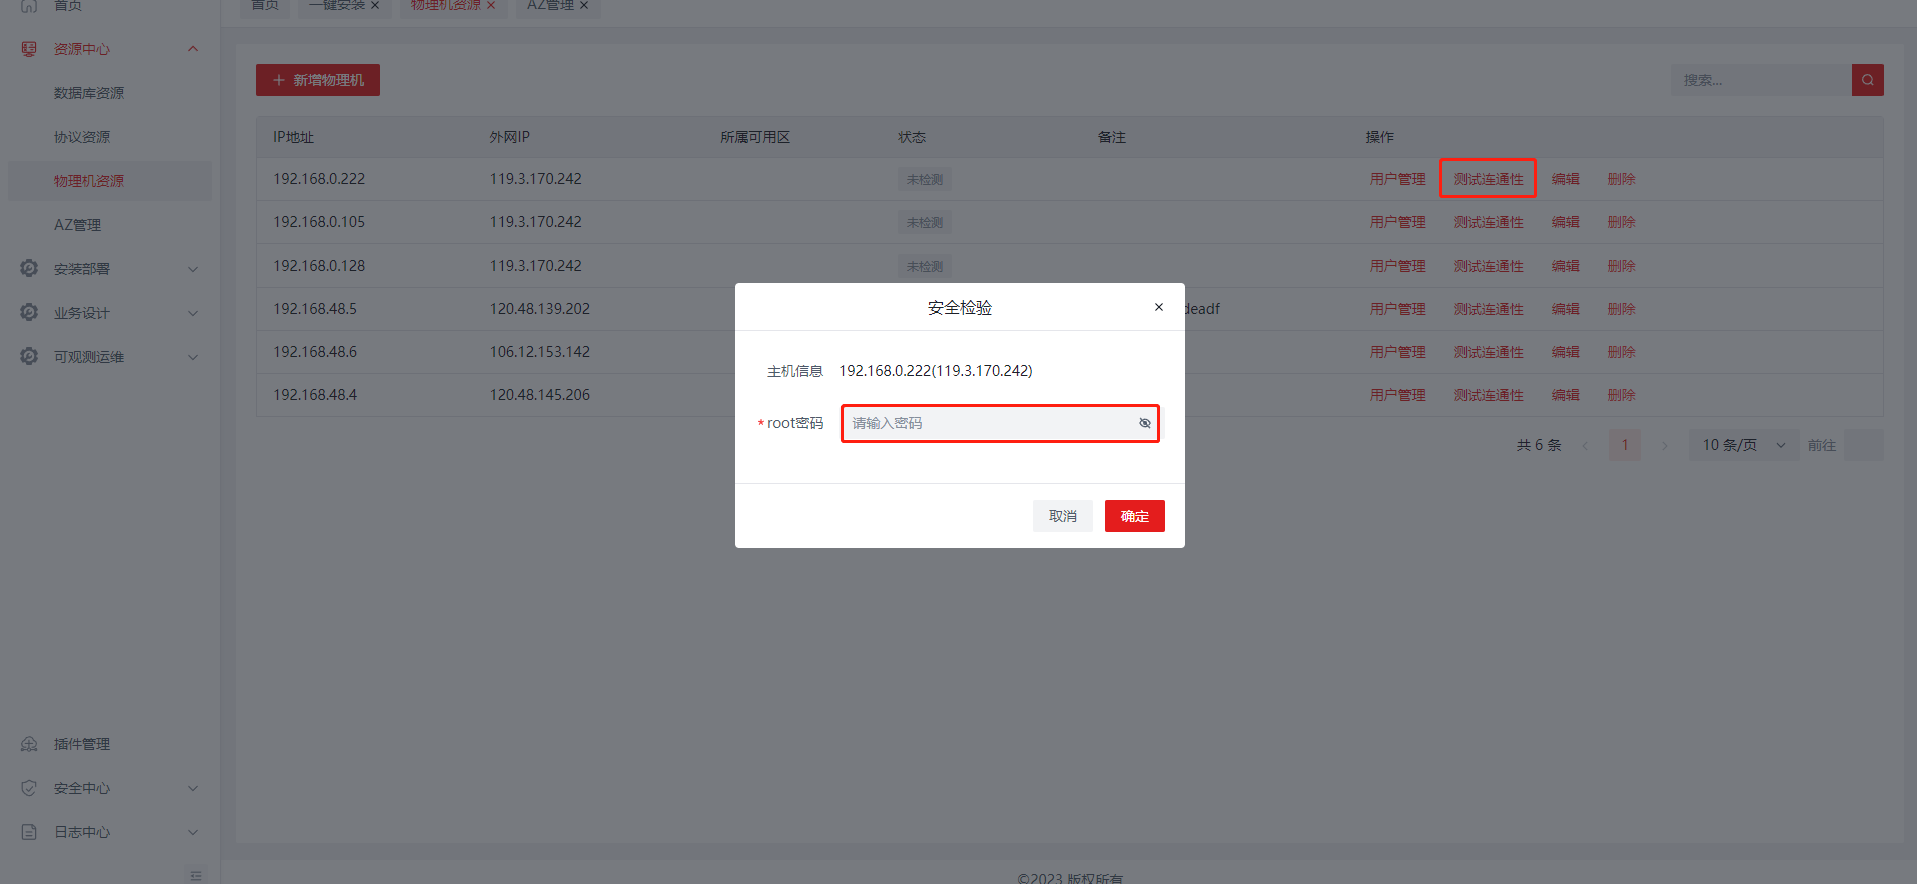 首页
资源中心
数据库资源
协议资源
物理机资源
AZ管理
安装部署
业务设计
可观测运维
插件管理
安全中心
日志中心
首页 一键安装 物理机资源 AZ管理
新增物理机
搜索...
IP地址 外网IP 所属可用区 状态 备注 操作
192.168.0.222 119.3.170.242 未检测 用户管理 测试连通性 编辑 删除
192.168.0.105 119.3.170.242 未检测 用户管理 测试连通性 编辑 删除
192.168.0.128 119.3.170.242 未检测 用户管理 测试连通性 编辑 删除
192.168.48.5 120.48.139.202 deadf 用户管理 测试连通性 编辑 删除
192.168.48.6 106.12.153.142 用户管理 测试连通性 编辑 删除
192.168.48.4 120.48.145.206 用户管理 测试连通性 编辑 删除
共 6 条 1 10 条/页 前往
安全检验
主机信息 192.168.0.222(119.3.170.242)
*root密码 请输入密码
取消 确定
©2023 版权所有